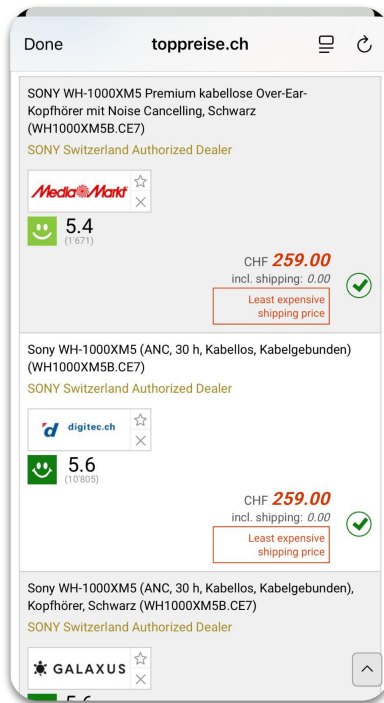 Done
toppreise.ch
SONY WH-1000XM5 Premium kabellose Over-Ear-
Kopfhörer mit Noise Cancelling, Schwarz
(WH1000XM5B.CE7)
SONY Switzerland Authorized Dealer
MediaMarkt
5.4
(1'671)
CHF 259.00
incl. shipping: 0.00
Least expensive
shipping price
Sony WH-1000XM5 (ANC, 30 h, Kabellos, Kabelgebunden)
(WH1000XM5B.CE7)
SONY Switzerland Authorized Dealer
d digitec.ch
5.6
(10'805)
CHF 259.00
incl. shipping: 0.00
Least expensive
shipping price
Sony WH-1000XM5 (ANC, 30 h, Kabellos, Kabelgebunden),
Kopfhörer, Schwarz (WH1000XM5B.CE7)
SONY Switzerland Authorized Dealer
GALAXUS